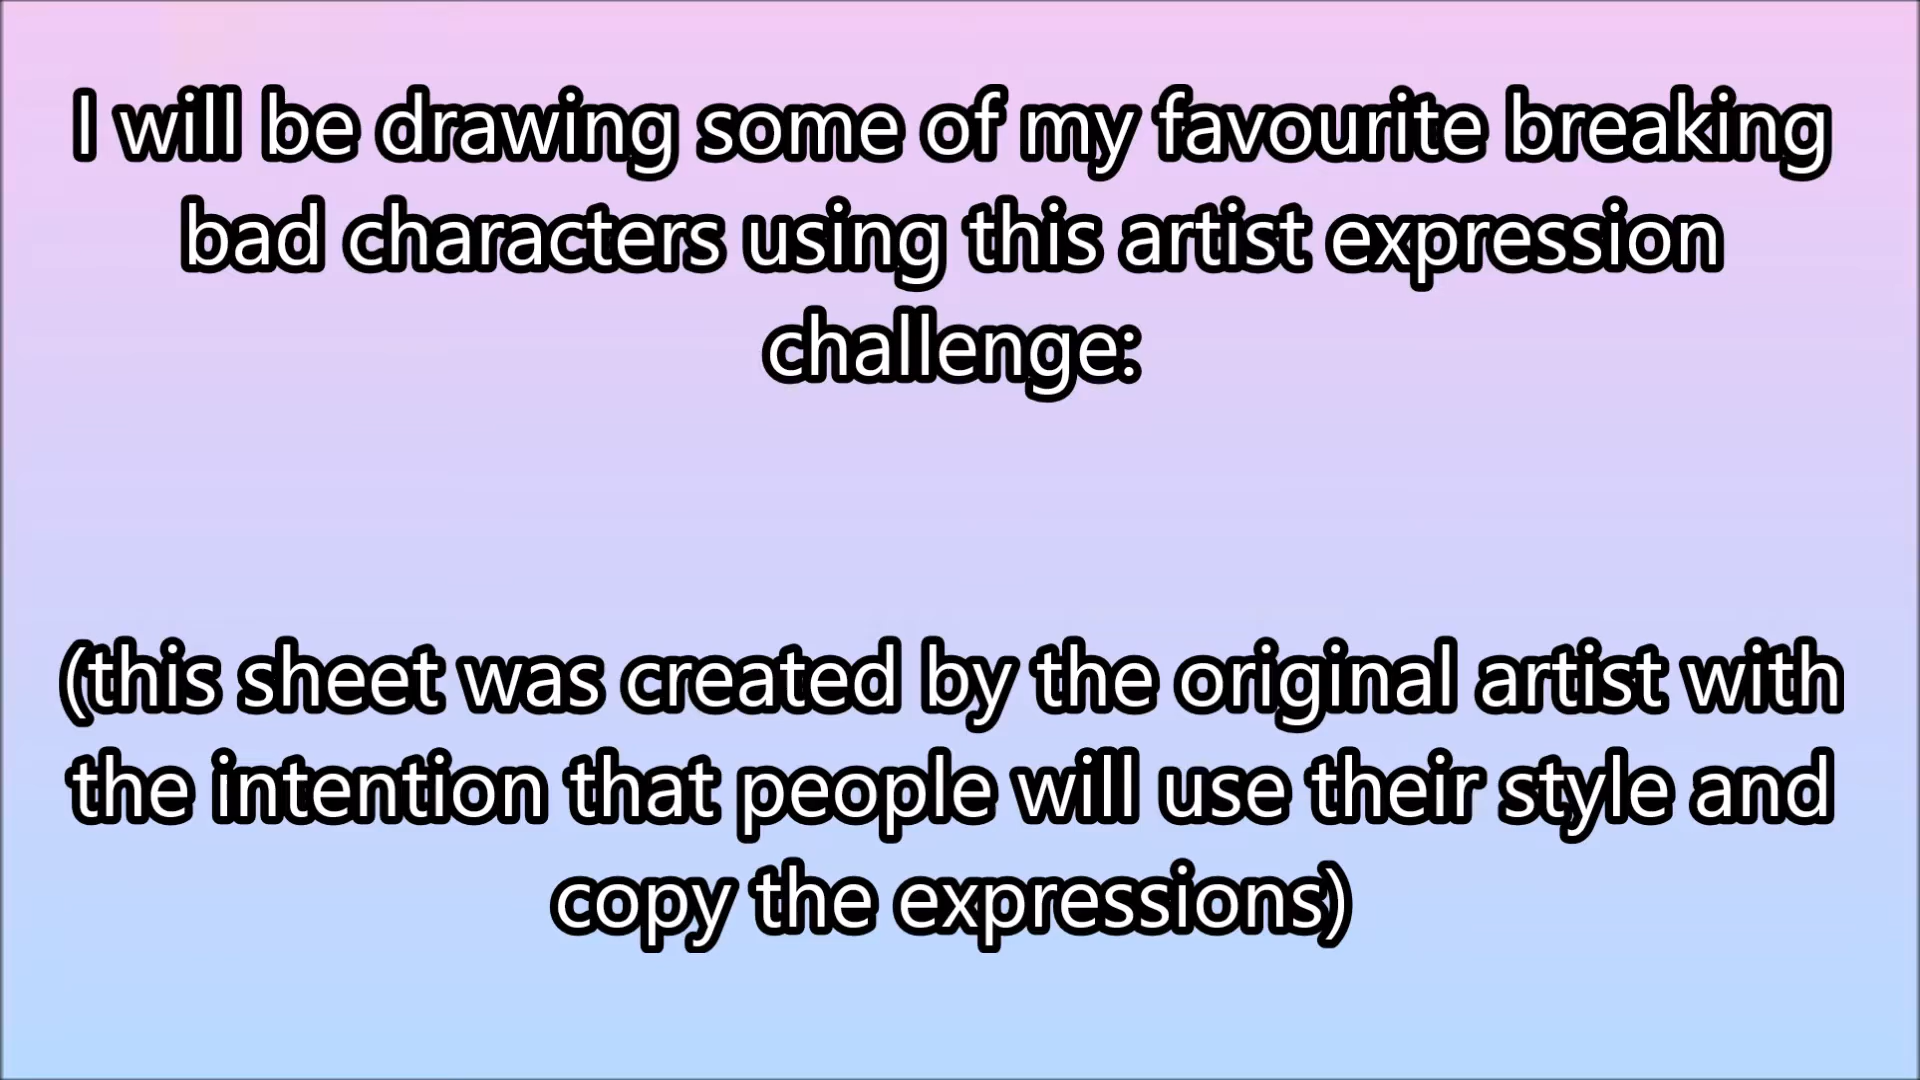 I will be drawing some of my favourite breaking
bad characters using this artist expression
challenge:
(this sheet was created by the original artist with
the intention that people will use their style and
copy the expressions)